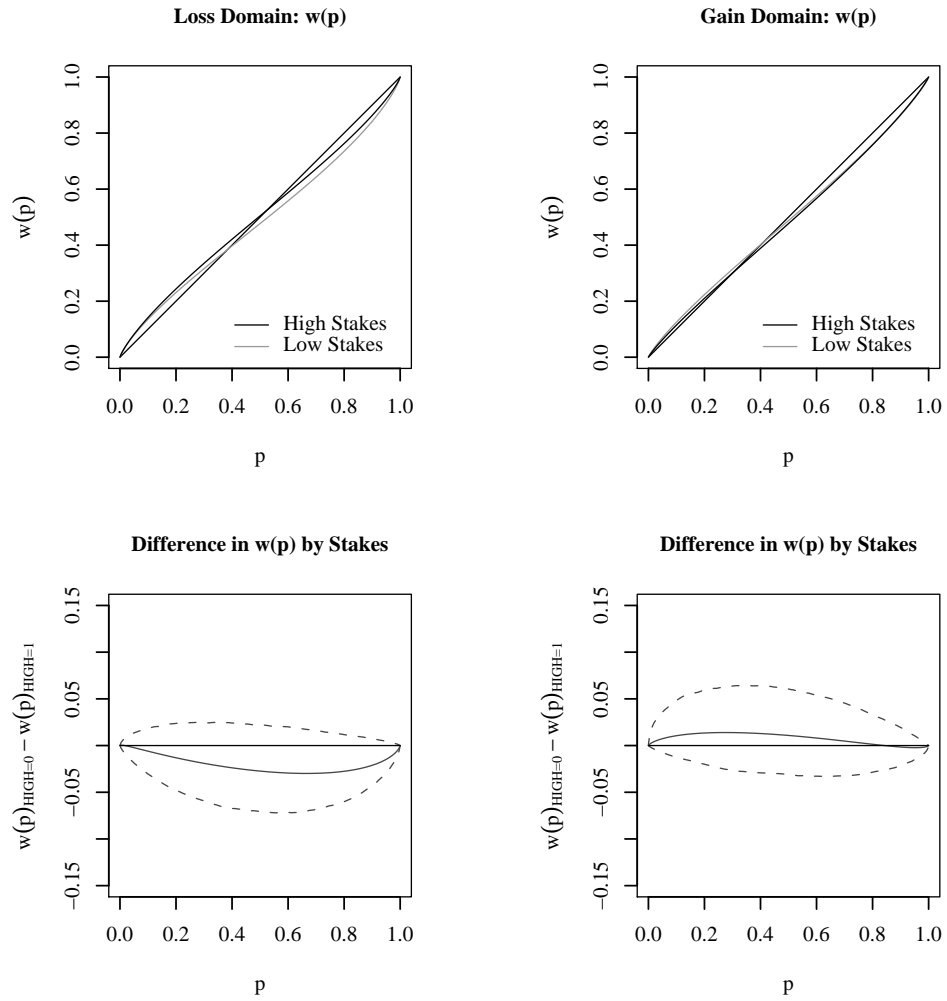 Loss Domain: w(p)
w(p)
1.0
0.8
0.6
0.4
0.2
0.0
High Stakes
Low Stakes
0.0 0.2 0.4 0.6 0.8 1.0
p
Gain Domain: w(p)
w(p)
1.0
0.8
0.6
0.4
0.2
0.0
High Stakes
Low Stakes
0.0 0.2 0.4 0.6 0.8 1.0
p
Difference in w(p) by Stakes
w(p)HIGH=0 − w(p)HIGH=1
0.15
0.05
−0.05
−0.15
0.0 0.2 0.4 0.6 0.8 1.0
p
Difference in w(p) by Stakes
w(p)HIGH=0 − w(p)HIGH=1
0.15
0.05
−0.05
−0.15
0.0 0.2 0.4 0.6 0.8 1.0
p